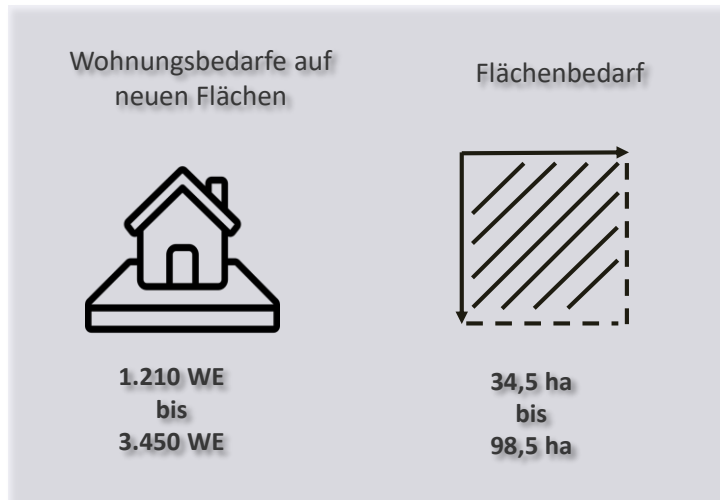 Wohnungsbedarfe auf
neuen Flächen
1.210 WE
bis
3.450 WE
Flächenbedarf
34,5 ha
bis
98,5 ha